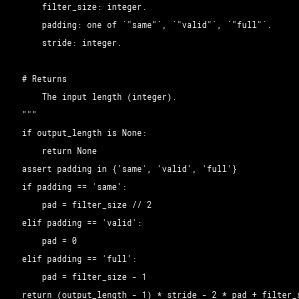 filter_size: integer.
padding: one of `"same"`, `"valid"`, `"full"`.
stride: integer.
# Returns
The input length (integer).
"""
if output_length is None:
return None
assert padding in {'same', 'valid', 'full'}
if padding == 'same':
pad = filter_size // 2
elif padding == 'valid':
pad = 0
elif padding == 'full':
pad = filter_size - 1
return (output_length - 1) * stride - 2 * pad + filter_s